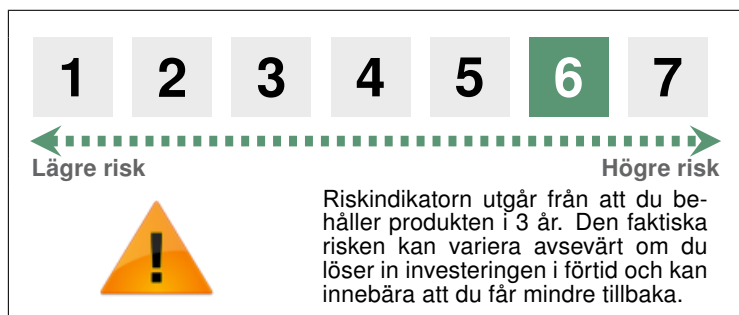 1 2 3 4 5 6 7
Lägre risk Högre risk
!
Riskindikatorn utgår från att du be-
håller produkten i 3 år. Den faktiska
risken kan variera avsevärt om du
löser in investeringen i förtid och kan
innebära att du får mindre tillbaka.